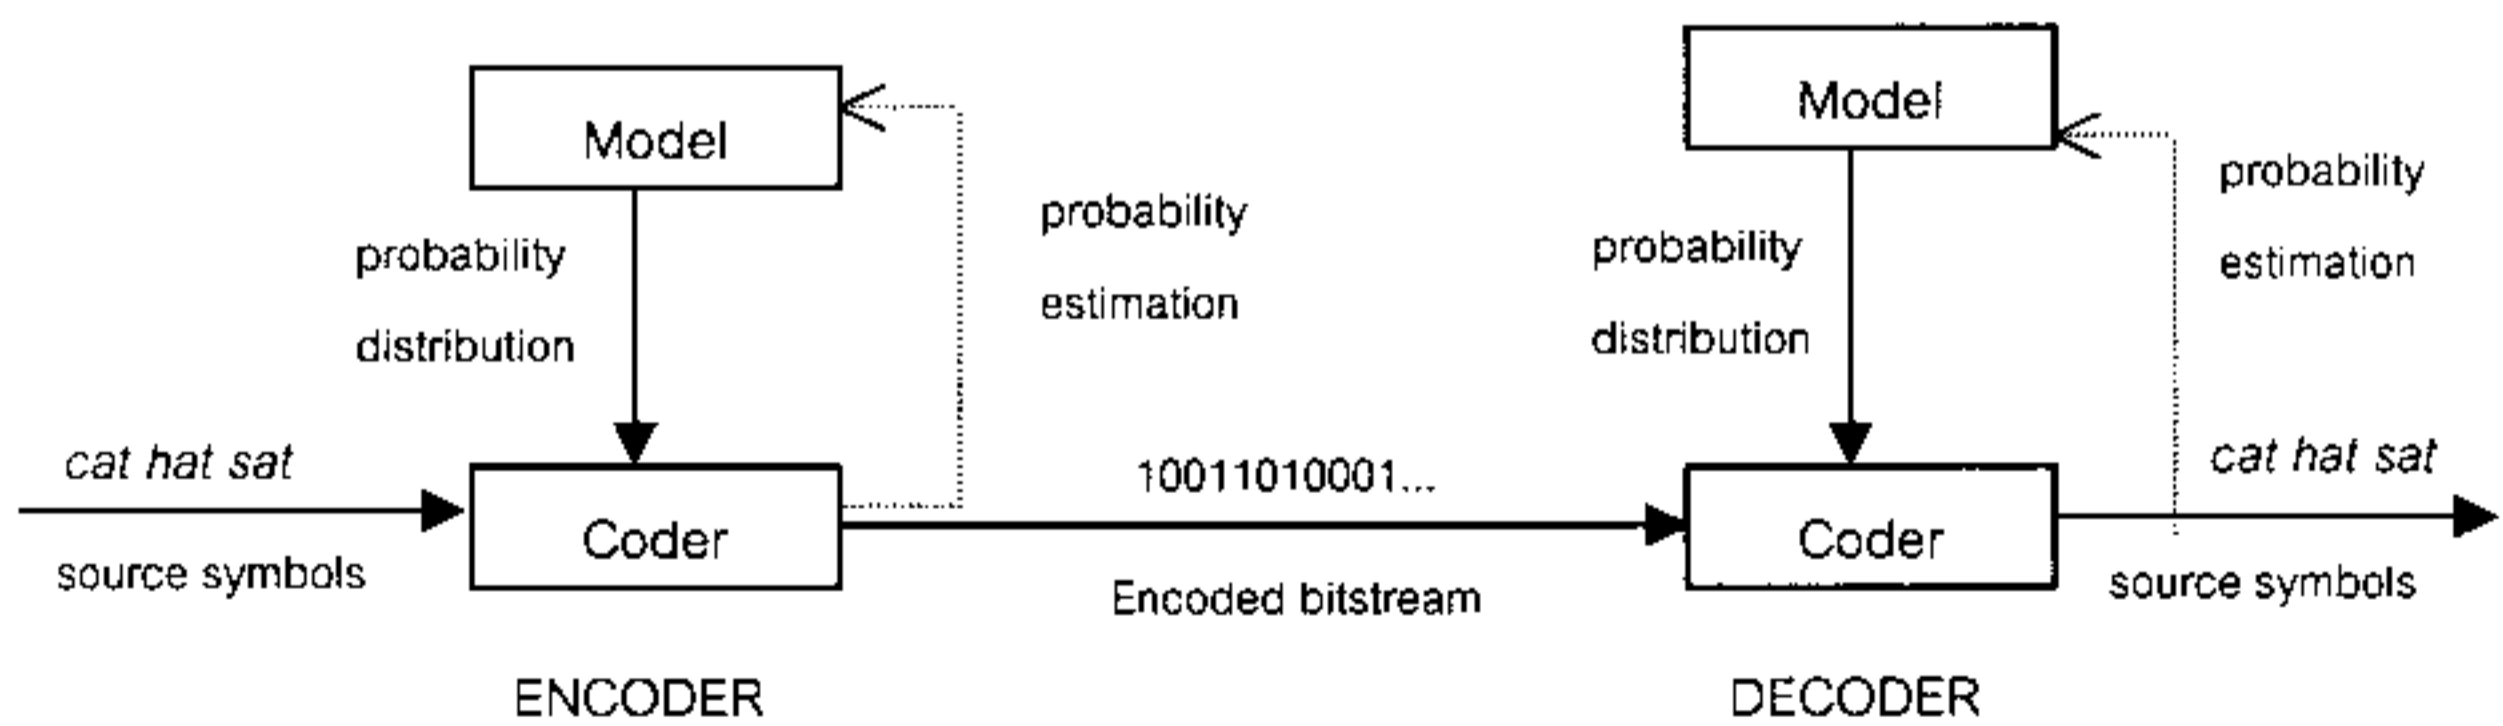 Model
probability
distribution
probability
estimation
cat hat sat
source symbols
Coder
ENCODER
10011010001...
Encoded bitstream
Model
probability
distribution
probability
estimation
Coder
cat hat sat
source symbols
DECODER